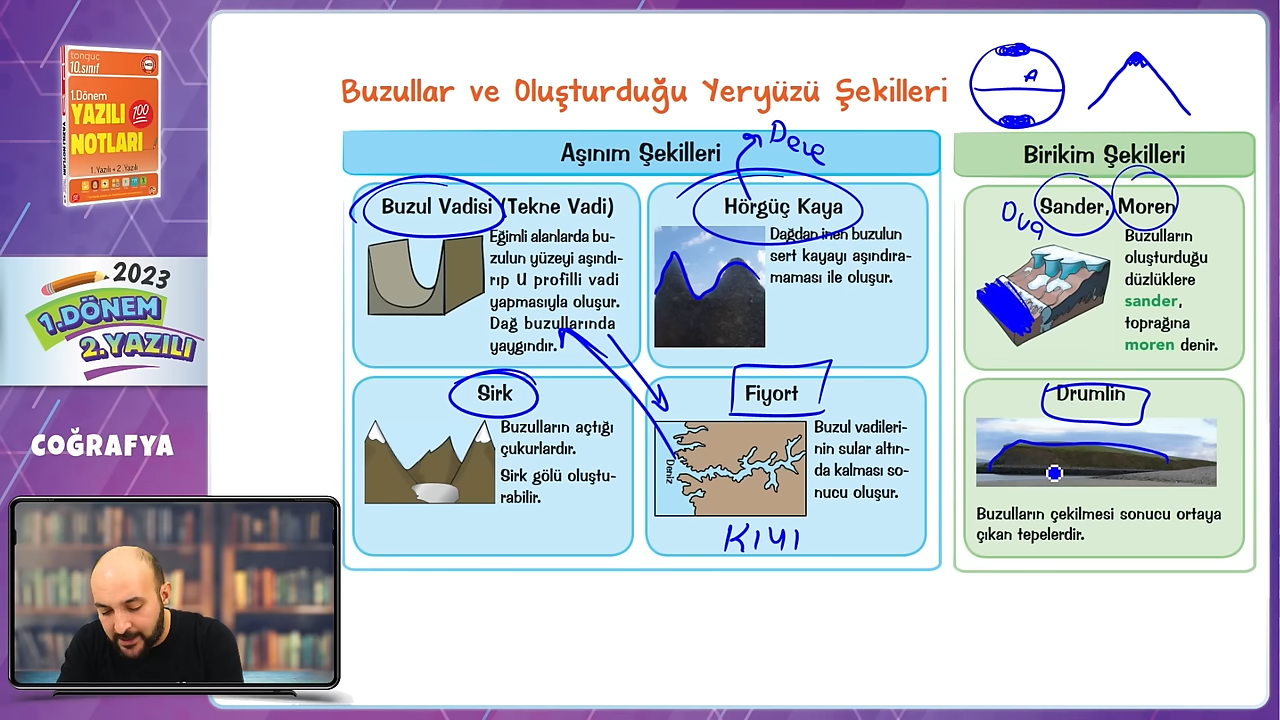 tonguç
10.sınıf
1.Dönem
YAZILI
100
NOTLARI
1.Yazılı + 2.Yazılı
YAZILI NOTLARI
2023
1.DÖNEM
2.YAZILI
COĞRAFYA
Buzullar ve Oluşturduğu Yeryüzü Şekilleri
A
Aşınım Şekilleri
Deve
Buzul Vadisi (Tekne Vadi)
Eğimli alanlarda bu-
zulun yüzeyi aşındı-
rıp U profilli vadi
yapmasıyla oluşur.
Dağ buzullarında
yaygındır.
Hörgüç Kaya
Dağdan inen buzulun
sert kayayı aşındıra-
maması ile oluşur.
Sirk
Buzulların açtığı
çukurlardır.
Sirk gölü oluştu-
rabilir.
Fiyort
Deniz
Buzul vadileri-
nin sular altın-
da kalması so-
nucu oluşur.
KIYI
Birikim Şekilleri
Sander, Moren
Ova
Buzulların
oluşturduğu
düzlüklere
sander,
toprağına
moren denir.
Drumlin
Buzulların çekilmesi sonucu ortaya
çıkan tepelerdir.